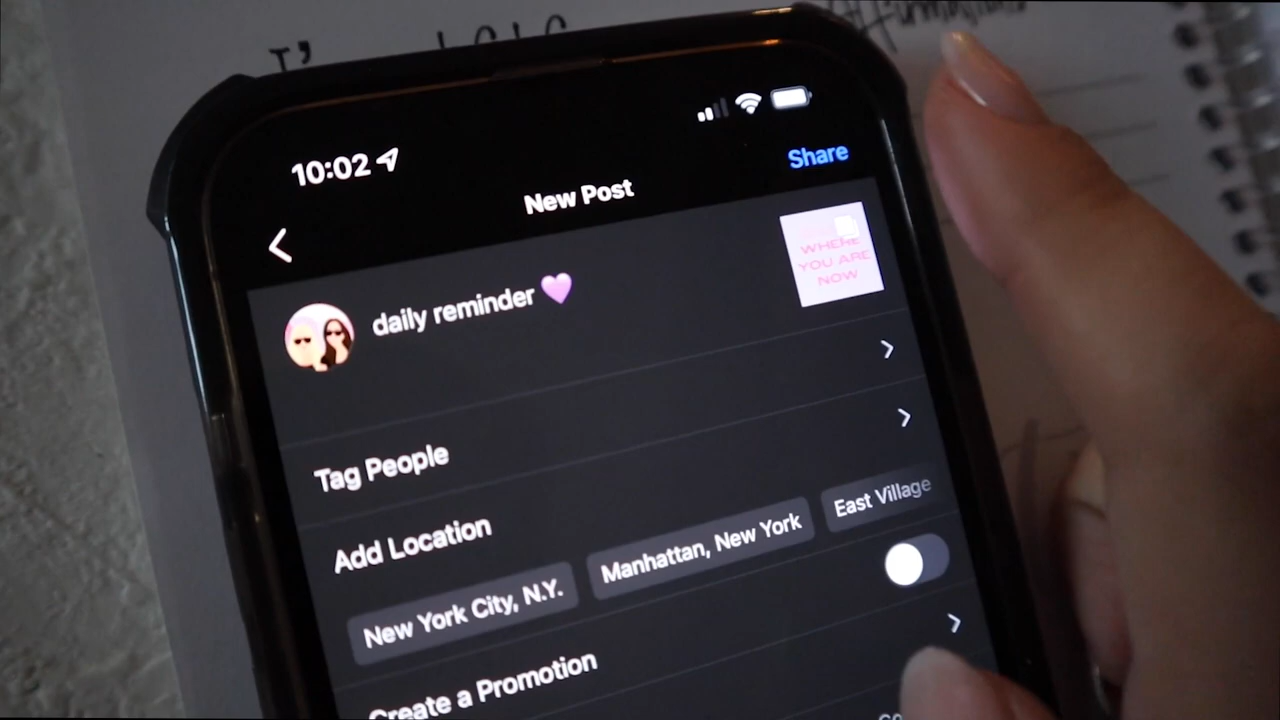 10:02
Share
New Post
daily reminder 💜
WHERE
YOU ARE
NOW
Tag People
Add Location
New York City, N.Y.
Manhattan, New York
East Village
Create a Promotion